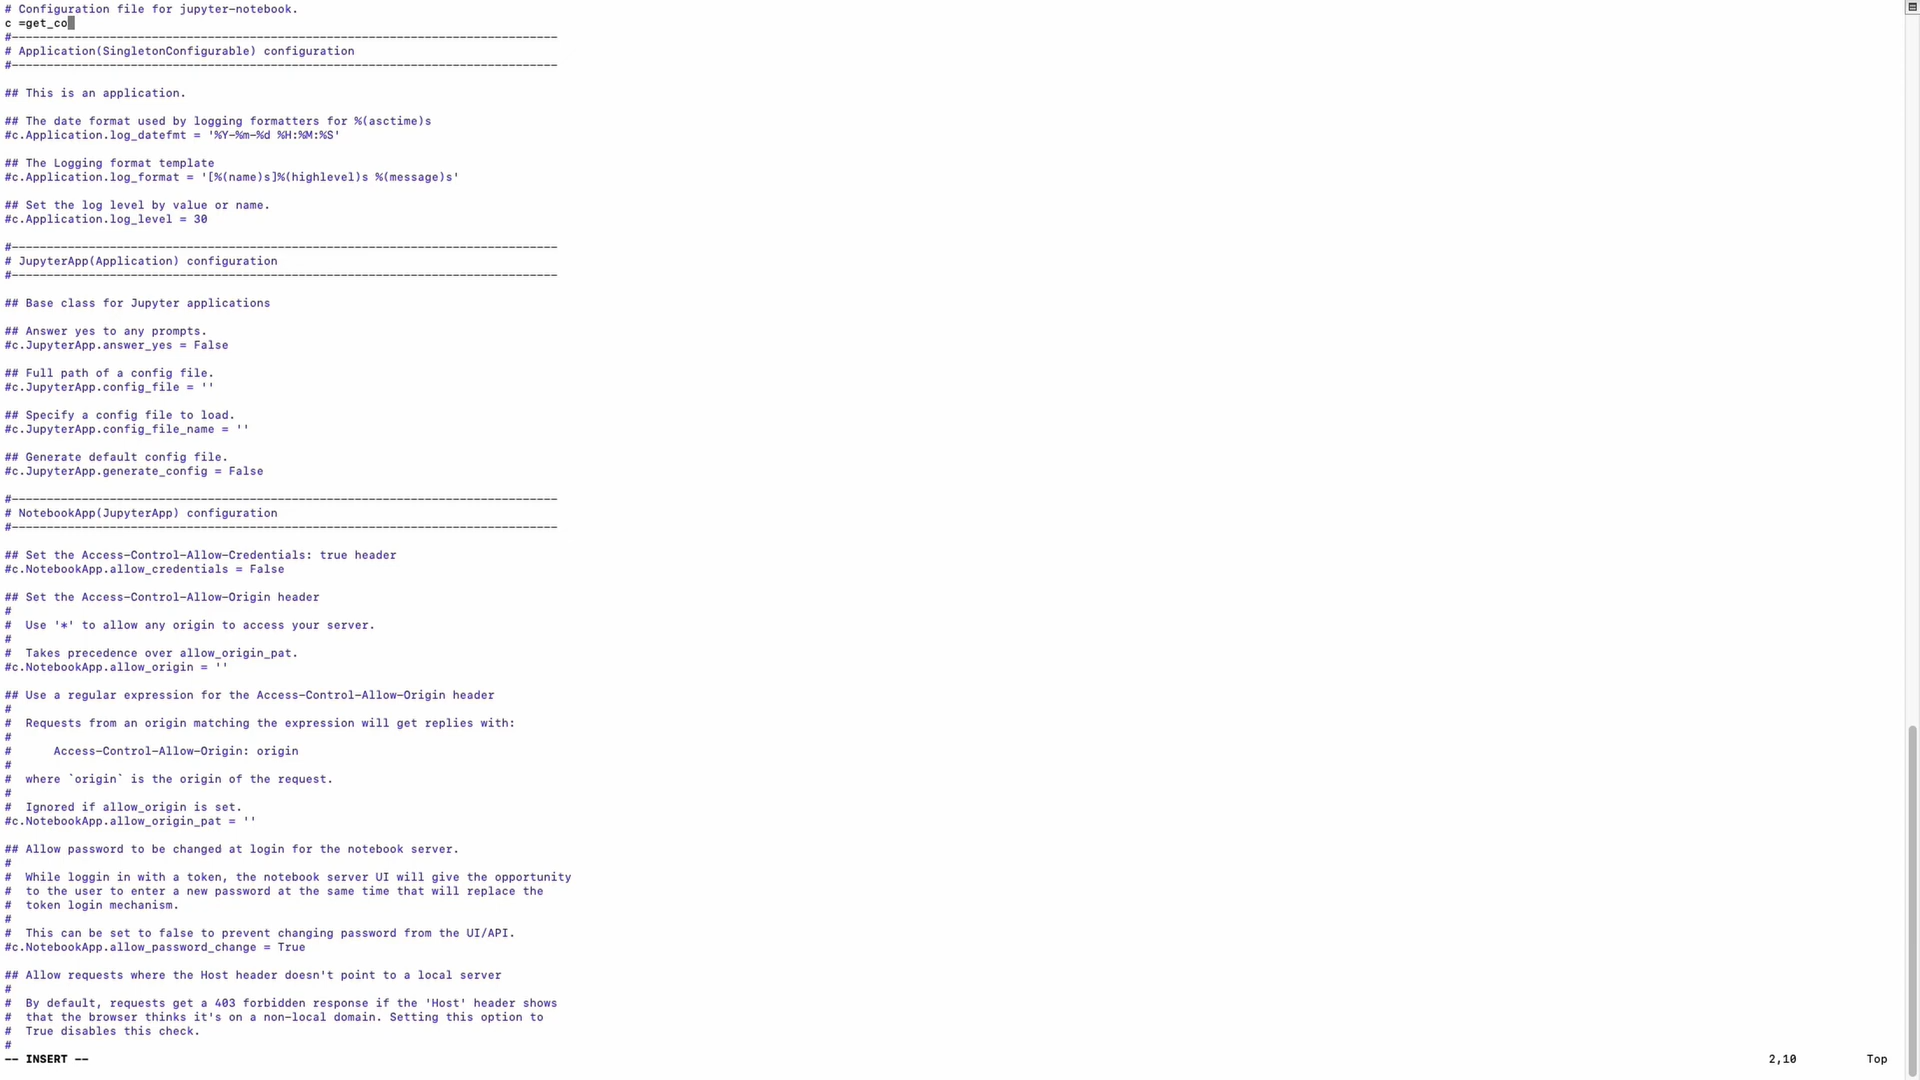 # Configuration file for jupyter-notebook.
c =get_co
#------------------------------------------------------------------------------
# Application(SingletonConfigurable) configuration
#------------------------------------------------------------------------------
## This is an application.
## The date format used by logging formatters for %(asctime)s
#c.Application.log_datefmt = '%Y-%m-%d %H:%M:%S'
## The Logging format template
#c.Application.log_format = '[%(name)s]%(highlevel)s %(message)s'
## Set the log level by value or name.
#c.Application.log_level = 30
#------------------------------------------------------------------------------
# JupyterApp(Application) configuration
#------------------------------------------------------------------------------
## Base class for Jupyter applications
## Answer yes to any prompts.
#c.JupyterApp.answer_yes = False
## Full path of a config file.
#c.JupyterApp.config_file = ''
## Specify a config file to load.
#c.JupyterApp.config_file_name = ''
## Generate default config file.
#c.JupyterApp.generate_config = False
#------------------------------------------------------------------------------
# NotebookApp(JupyterApp) configuration
#------------------------------------------------------------------------------
## Set the Access-Control-Allow-Credentials: true header
#c.NotebookApp.allow_credentials = False
## Set the Access-Control-Allow-Origin header
#
#  Use '*' to allow any origin to access your server.
#
#  Takes precedence over allow_origin_pat.
#c.NotebookApp.allow_origin = ''
## Use a regular expression for the Access-Control-Allow-Origin header
#
#  Requests from an origin matching the expression will get replies with:
#
#      Access-Control-Allow-Origin: origin
#
#  where `origin` is the origin of the request.
#
#  Ignored if allow_origin is set.
#c.NotebookApp.allow_origin_pat = ''
## Allow password to be changed at login for the notebook server.
#
#  While loggin in with a token, the notebook server UI will give the opportunity
#  to the user to enter a new password at the same time that will replace the
#  token login mechanism.
#
#  This can be set to false to prevent changing password from the UI/API.
#c.NotebookApp.allow_password_change = True
## Allow requests where the Host header doesn't point to a local server
#
#  By default, requests get a 403 forbidden response if the 'Host' header shows
#  that the browser thinks it's on a non-local domain. Setting this option to
#  True disables this check.
#
-- INSERT -- 2,10 Top